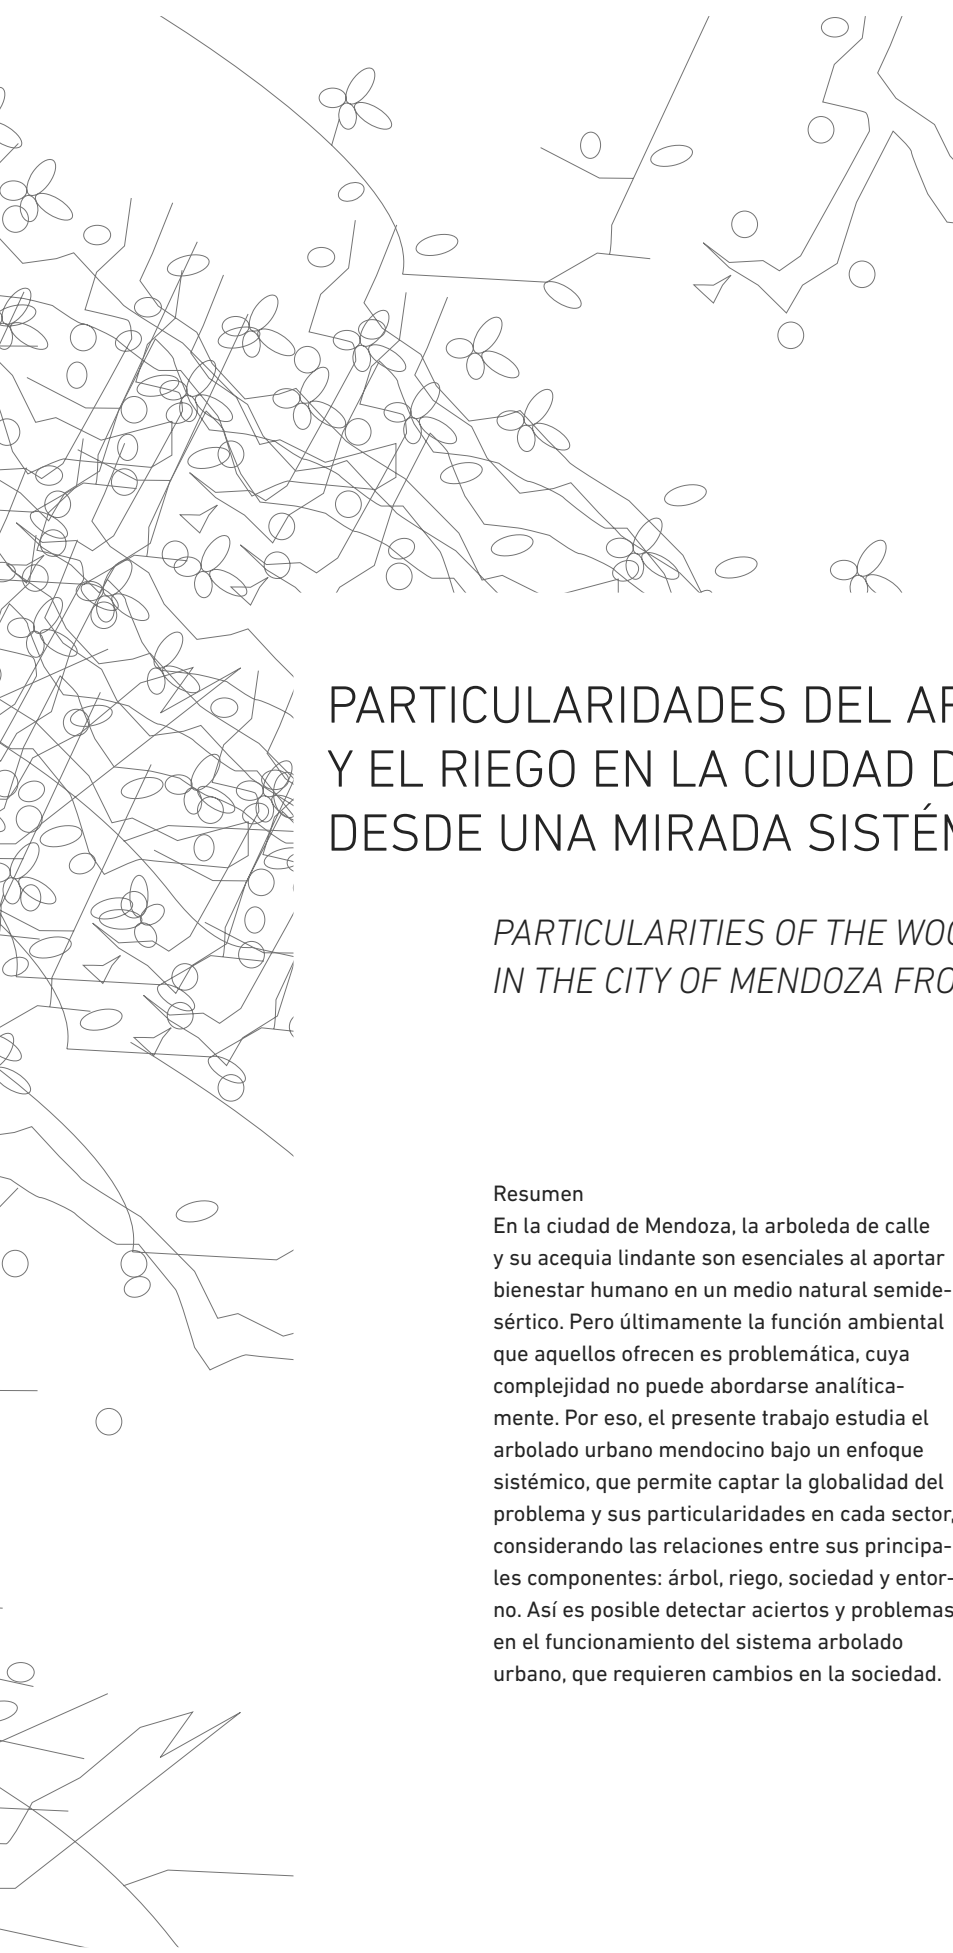 PARTICULARIDADES DEL
Y EL RIEGO EN LA CIUDAD
DESDE UNA MIRADA
PARTICULARITIES OF THE
IN THE CITY OF MENDOZA
Resumen
En la ciudad de Mendoza, la arboleda de calle
y su acequia lindante son esenciales al aportar
bienestar humano en un medio natural semide-
sértico. Pero últimamente la función ambiental
que aquellos ofrecen es problemática, cuya
complejidad no puede abordarse analítica-
mente. Por eso, el presente trabajo estudia el
arbolado urbano mendocino bajo un enfoque
sistémico, que permite captar la globalidad del
problema y sus particularidades en cada sector,
considerando las relaciones entre sus principa-
les componentes: árbol, riego, sociedad y entor-
no. Así es posible detectar aciertos y problemas
en el funcionamiento del sistema arbolado
urbano, que requieren cambios en la sociedad.